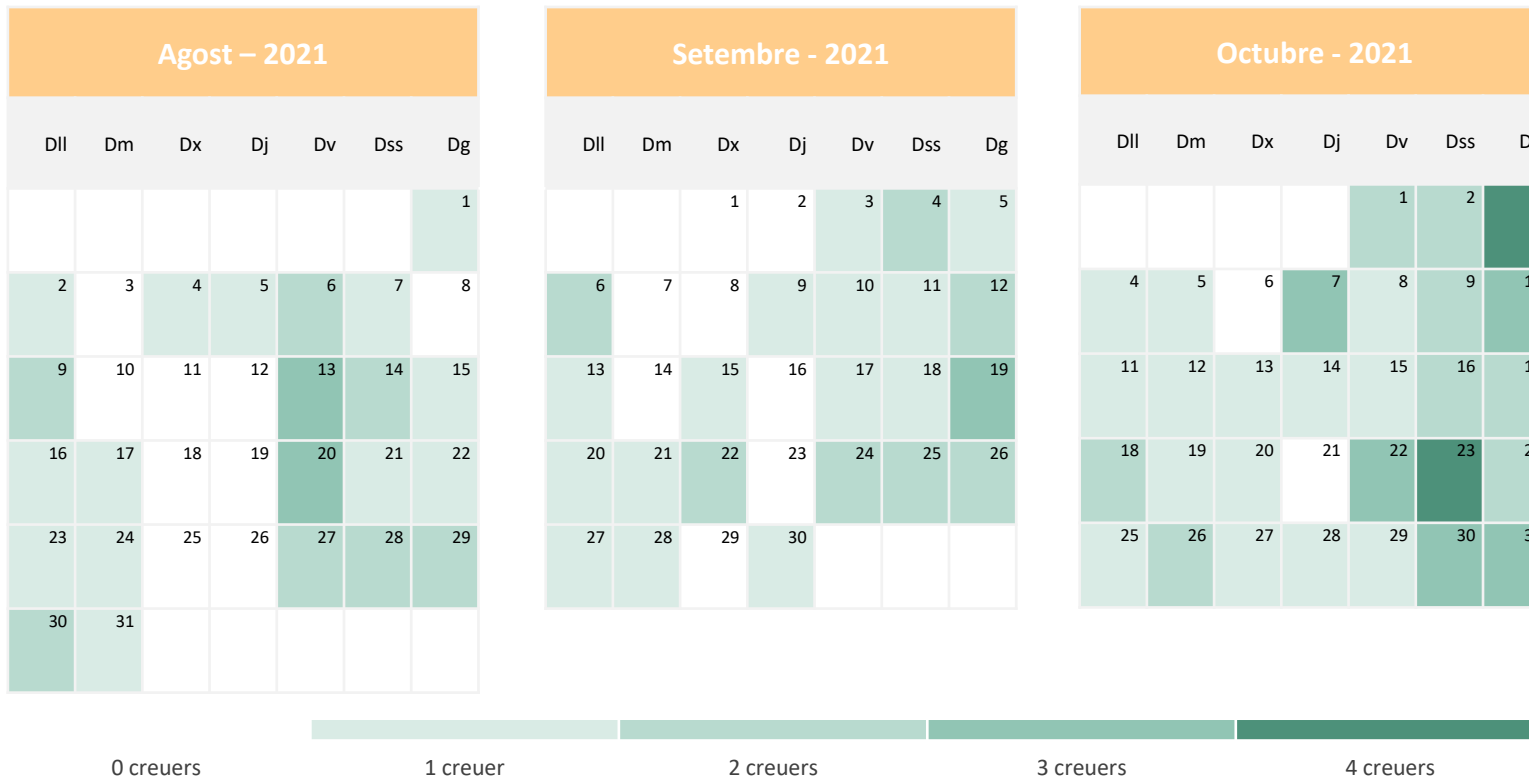 Agost – 2021
Dll Dm Dx Dj Dv Dss Dg
1
2 3 4 5 6 7 8
9 10 11 12 13 14 15
16 17 18 19 20 21 22
23 24 25 26 27 28 29
30 31
Setembre - 2021
Dll Dm Dx Dj Dv Dss Dg
1 2 3 4 5
6 7 8 9 10 11 12
13 14 15 16 17 18 19
20 21 22 23 24 25 26
27 28 29 30
Octubre - 2021
Dll Dm Dx Dj Dv Dss
1 2
4 5 6 7 8 9
11 12 13 14 15 16
18 19 20 21 22 23
25 26 27 28 29 30
0 creuers 1 creuer 2 creuers 3 creuers 4 creuers